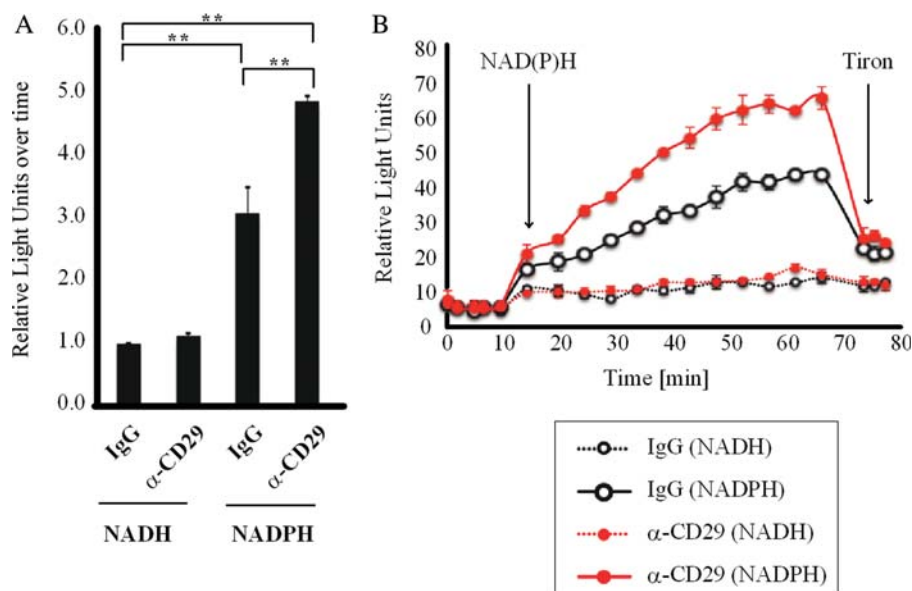 A
Relative Light Units over time
6.0
5.0
4.0
3.0
2.0
1.0
0.0
**
**
**
IgG
α-CD29
IgG
α-CD29
NADH
NADPH
B
Relative Light Units
80
70
60
50
40
30
20
10
0
NAD(P)H
Tiron
0
10
20
30
40
50
60
70
80
Time [min]
IgG (NADH)
IgG (NADPH)
α-CD29 (NADH)
α-CD29 (NADPH)